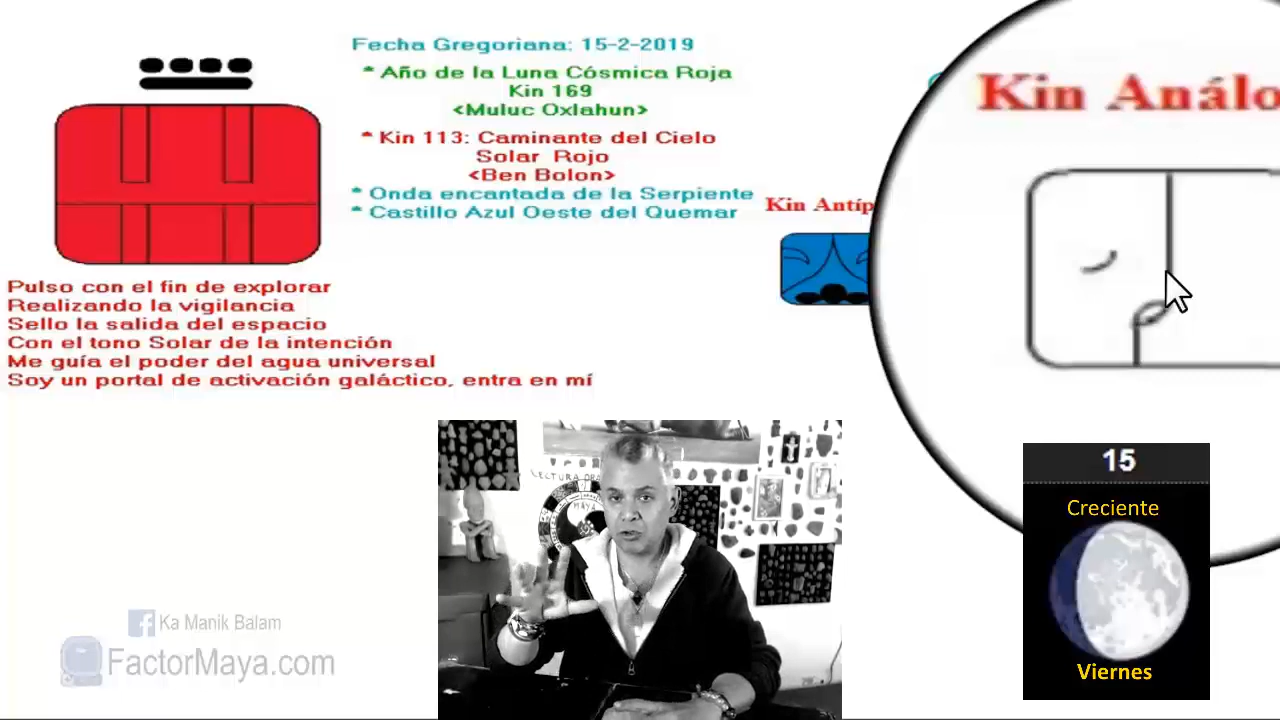 Fecha Gregoriana: 15-2-2019
* Año de la Luna Cósmica Roja
Kin 169
<Muluc Oxlahun>
* Kin 113: Caminante del Cielo
Solar Rojo
<Ben Bolon>
* Onda encantada de la Serpiente
* Castillo Azul Oeste del Quemar
Kin Antíp
Kin Análo
Pulso con el fin de explorar
Realizando la vigilancia
Sello la salida del espacio
Con el tono Solar de la intención
Me guía el poder del agua universal
Soy un portal de activación galáctico, entra en mí
LECTURA ORA
MAYA
15
Creciente
Viernes
Ka Manik Balam
FactorMaya.com